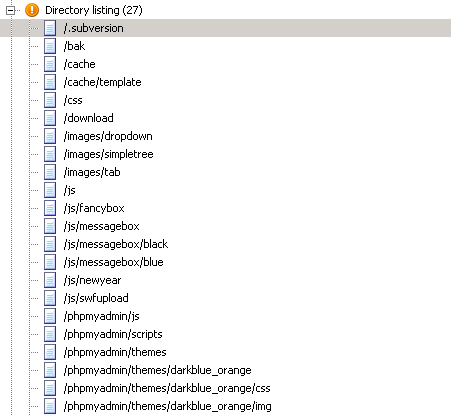 Directory listing (27)
/.subversion
/bak
/cache
/cache/template
/css
/download
/images/dropdown
/images/simpletree
/images/tab
/js
/js/fancybox
/js/messagebox
/js/messagebox/black
/js/messagebox/blue
/js/newyear
/js/swfupload
/phpmyadmin/js
/phpmyadmin/scripts
/phpmyadmin/themes
/phpmyadmin/themes/darkblue_orange
/phpmyadmin/themes/darkblue_orange/css
/phpmyadmin/themes/darkblue_orange/img